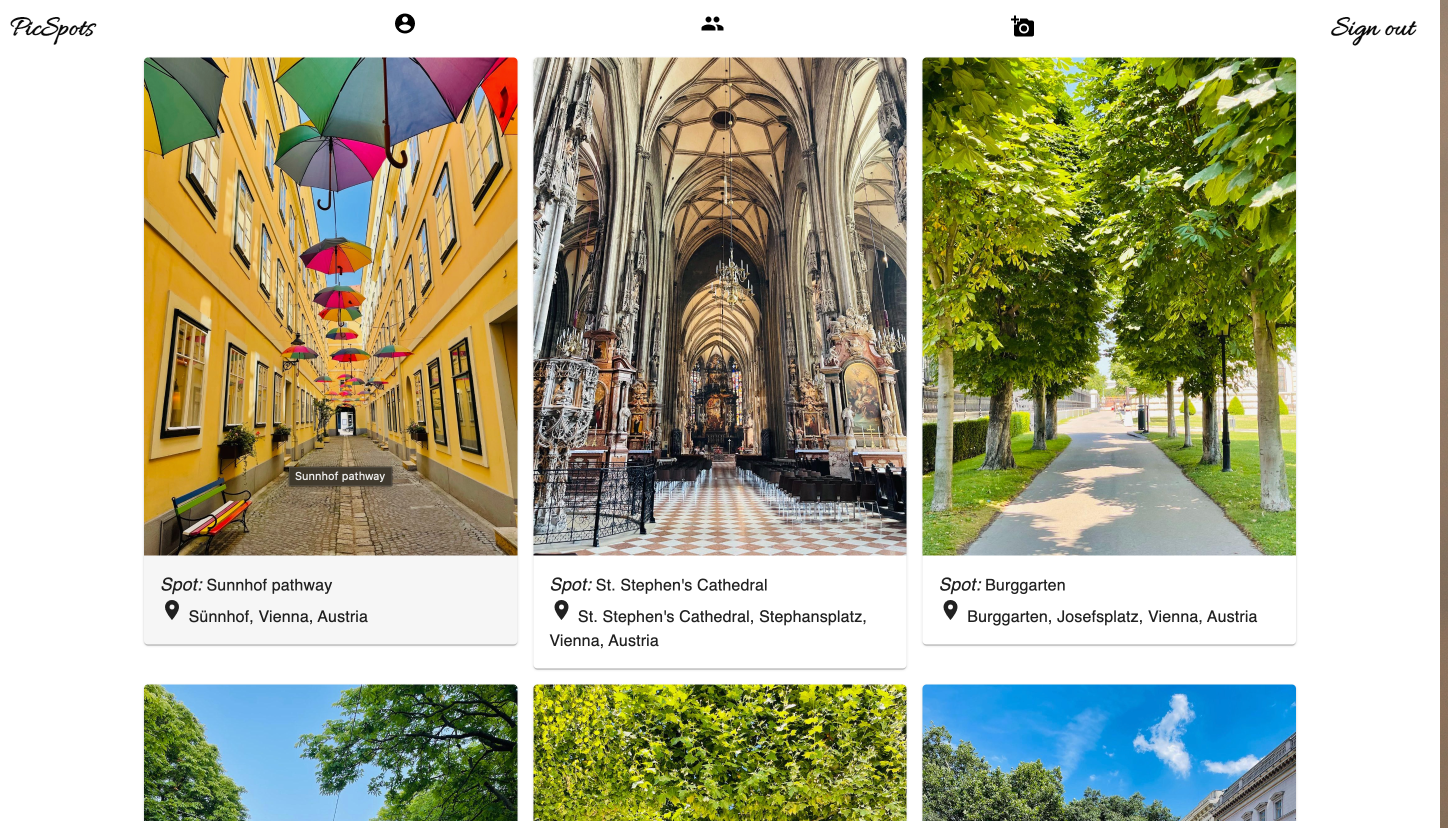 PicSpots
Sign out
Sunnhof pathway
Spot: Sunnhof pathway
Sünnhof, Vienna, Austria
Spot: St. Stephen's Cathedral
St. Stephen's Cathedral, Stephansplatz,
Vienna, Austria
Spot: Burggarten
Burggarten, Josefsplatz, Vienna, Austria